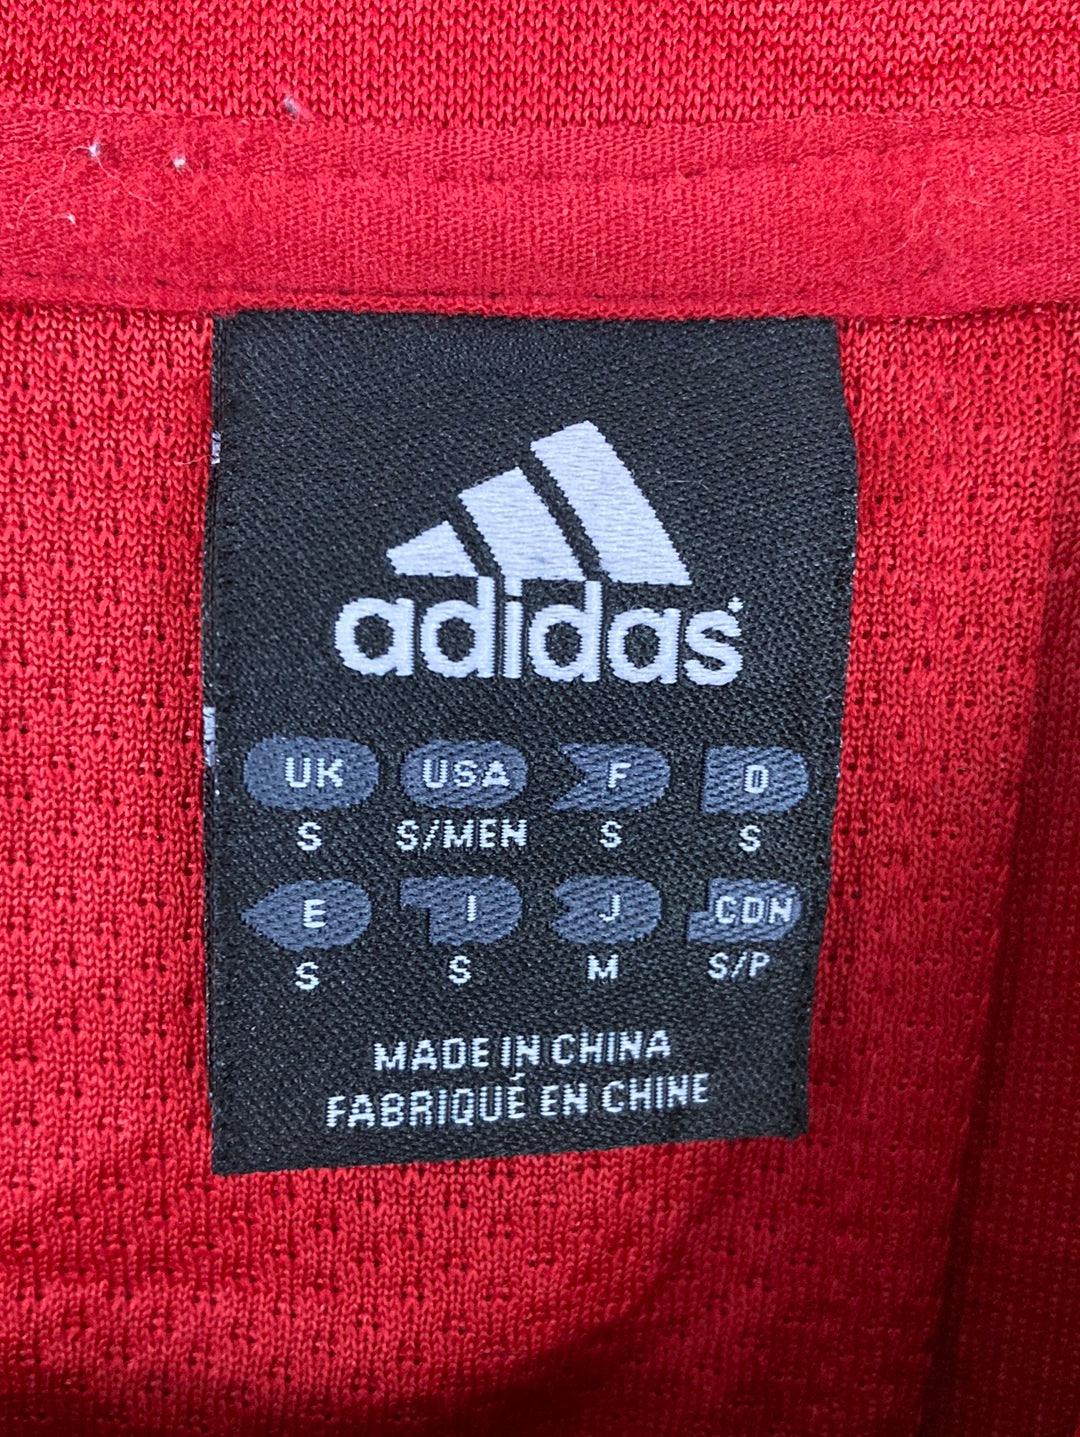 adidas
UK USA F D
S S/MEN S S
E I J CDN
S S M S/P
MADE IN CHINA
FABRIQUÉ EN CHINE